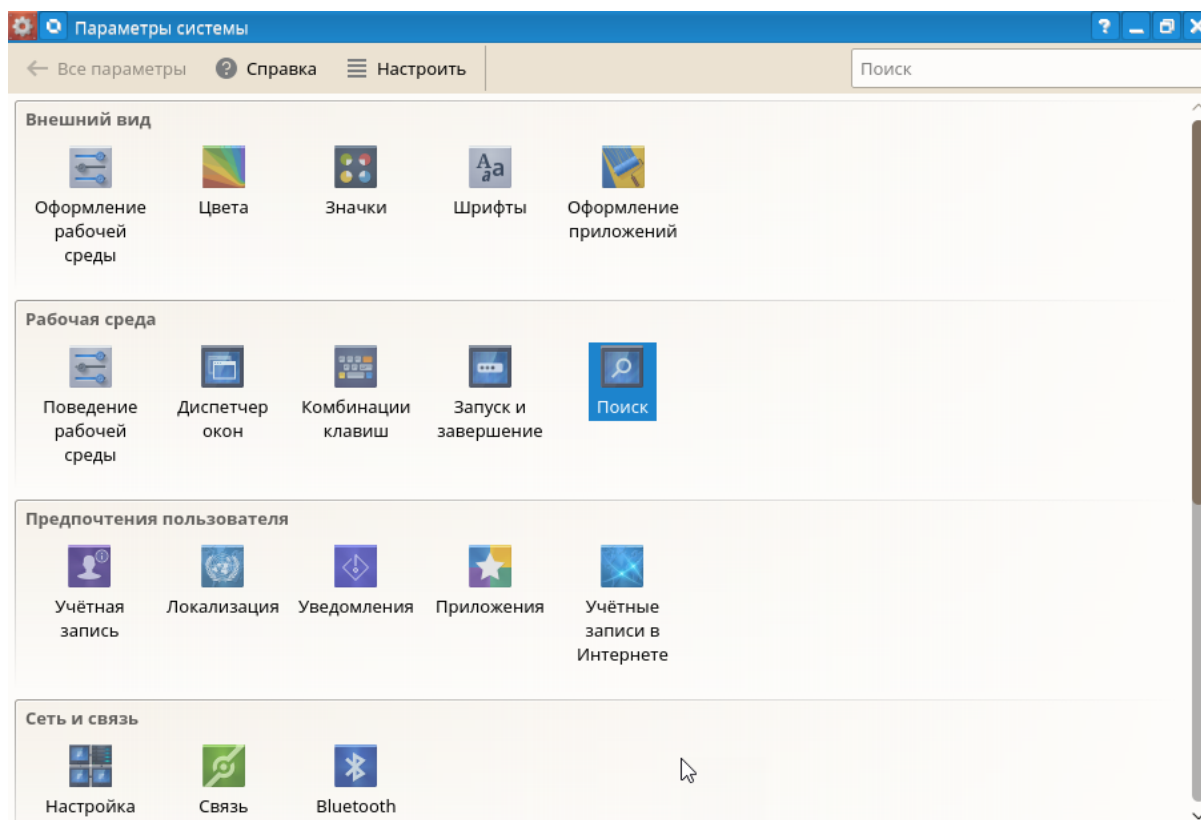 Параметры системы
Все параметры Справка Настроить Поиск
Внешний вид
Оформление рабочей среды
Цвета
Значки
Шрифты
Оформление приложений
Рабочая среда
Поведение рабочей среды
Диспетчер окон
Комбинации клавиш
Запуск и завершение
Поиск
Предпочтения пользователя
Учётная запись
Локализация
Уведомления
Приложения
Учётные записи в Интернете
Сеть и связь
Настройка
Связь
Bluetooth